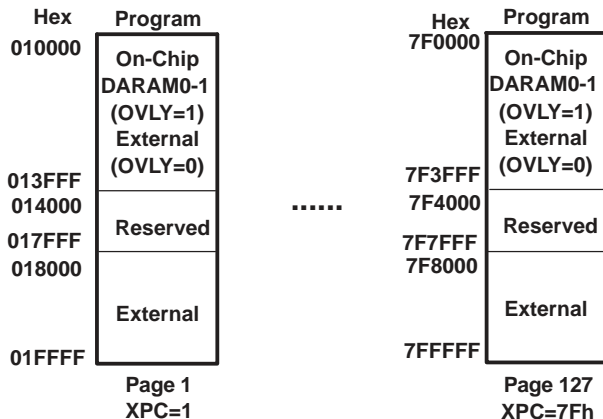 Hex Program
010000
On-Chip
DARAM0-1
(OVLY=1)
External
(OVLY=0)
013FFF
014000
Reserved
017FFF
018000
External
01FFFF
Page 1
XPC=1
......
Hex Program
7F0000
On-Chip
DARAM0-1
(OVLY=1)
External
(OVLY=0)
7F3FFF
7F4000
Reserved
7F7FFF
7F8000
External
7FFFFF
Page 127
XPC=7Fh